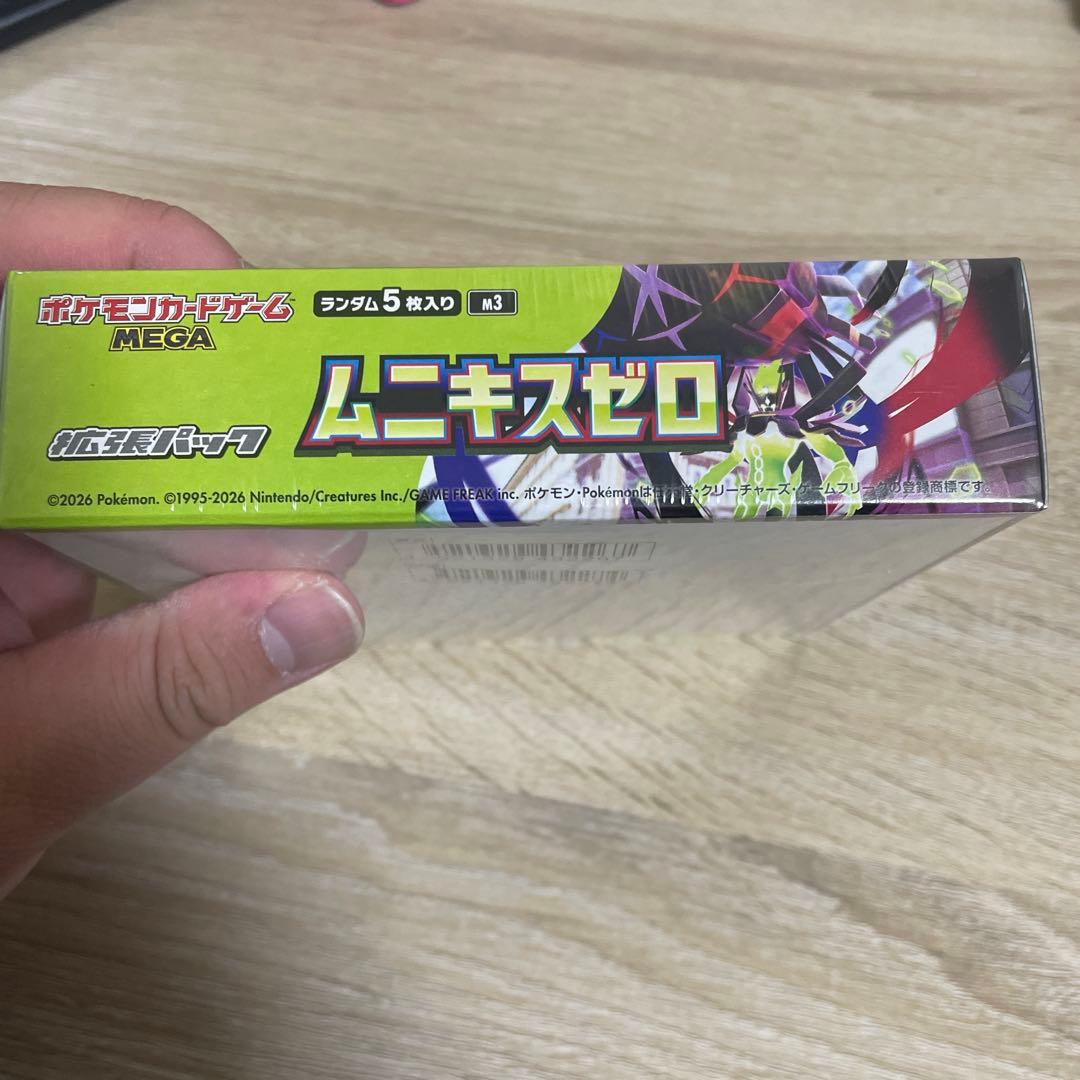 ポケモンカードゲーム™
MEGA
ランダム5枚入り
M3
拡張パック
ムニキスゼロ
©2026 Pokémon. ©1995-2026 Nintendo/Creatures Inc./GAME FREAK inc. ポケモン・Pokémonは任天堂・クリーチャーズ・ゲームフリークの登録商標です。